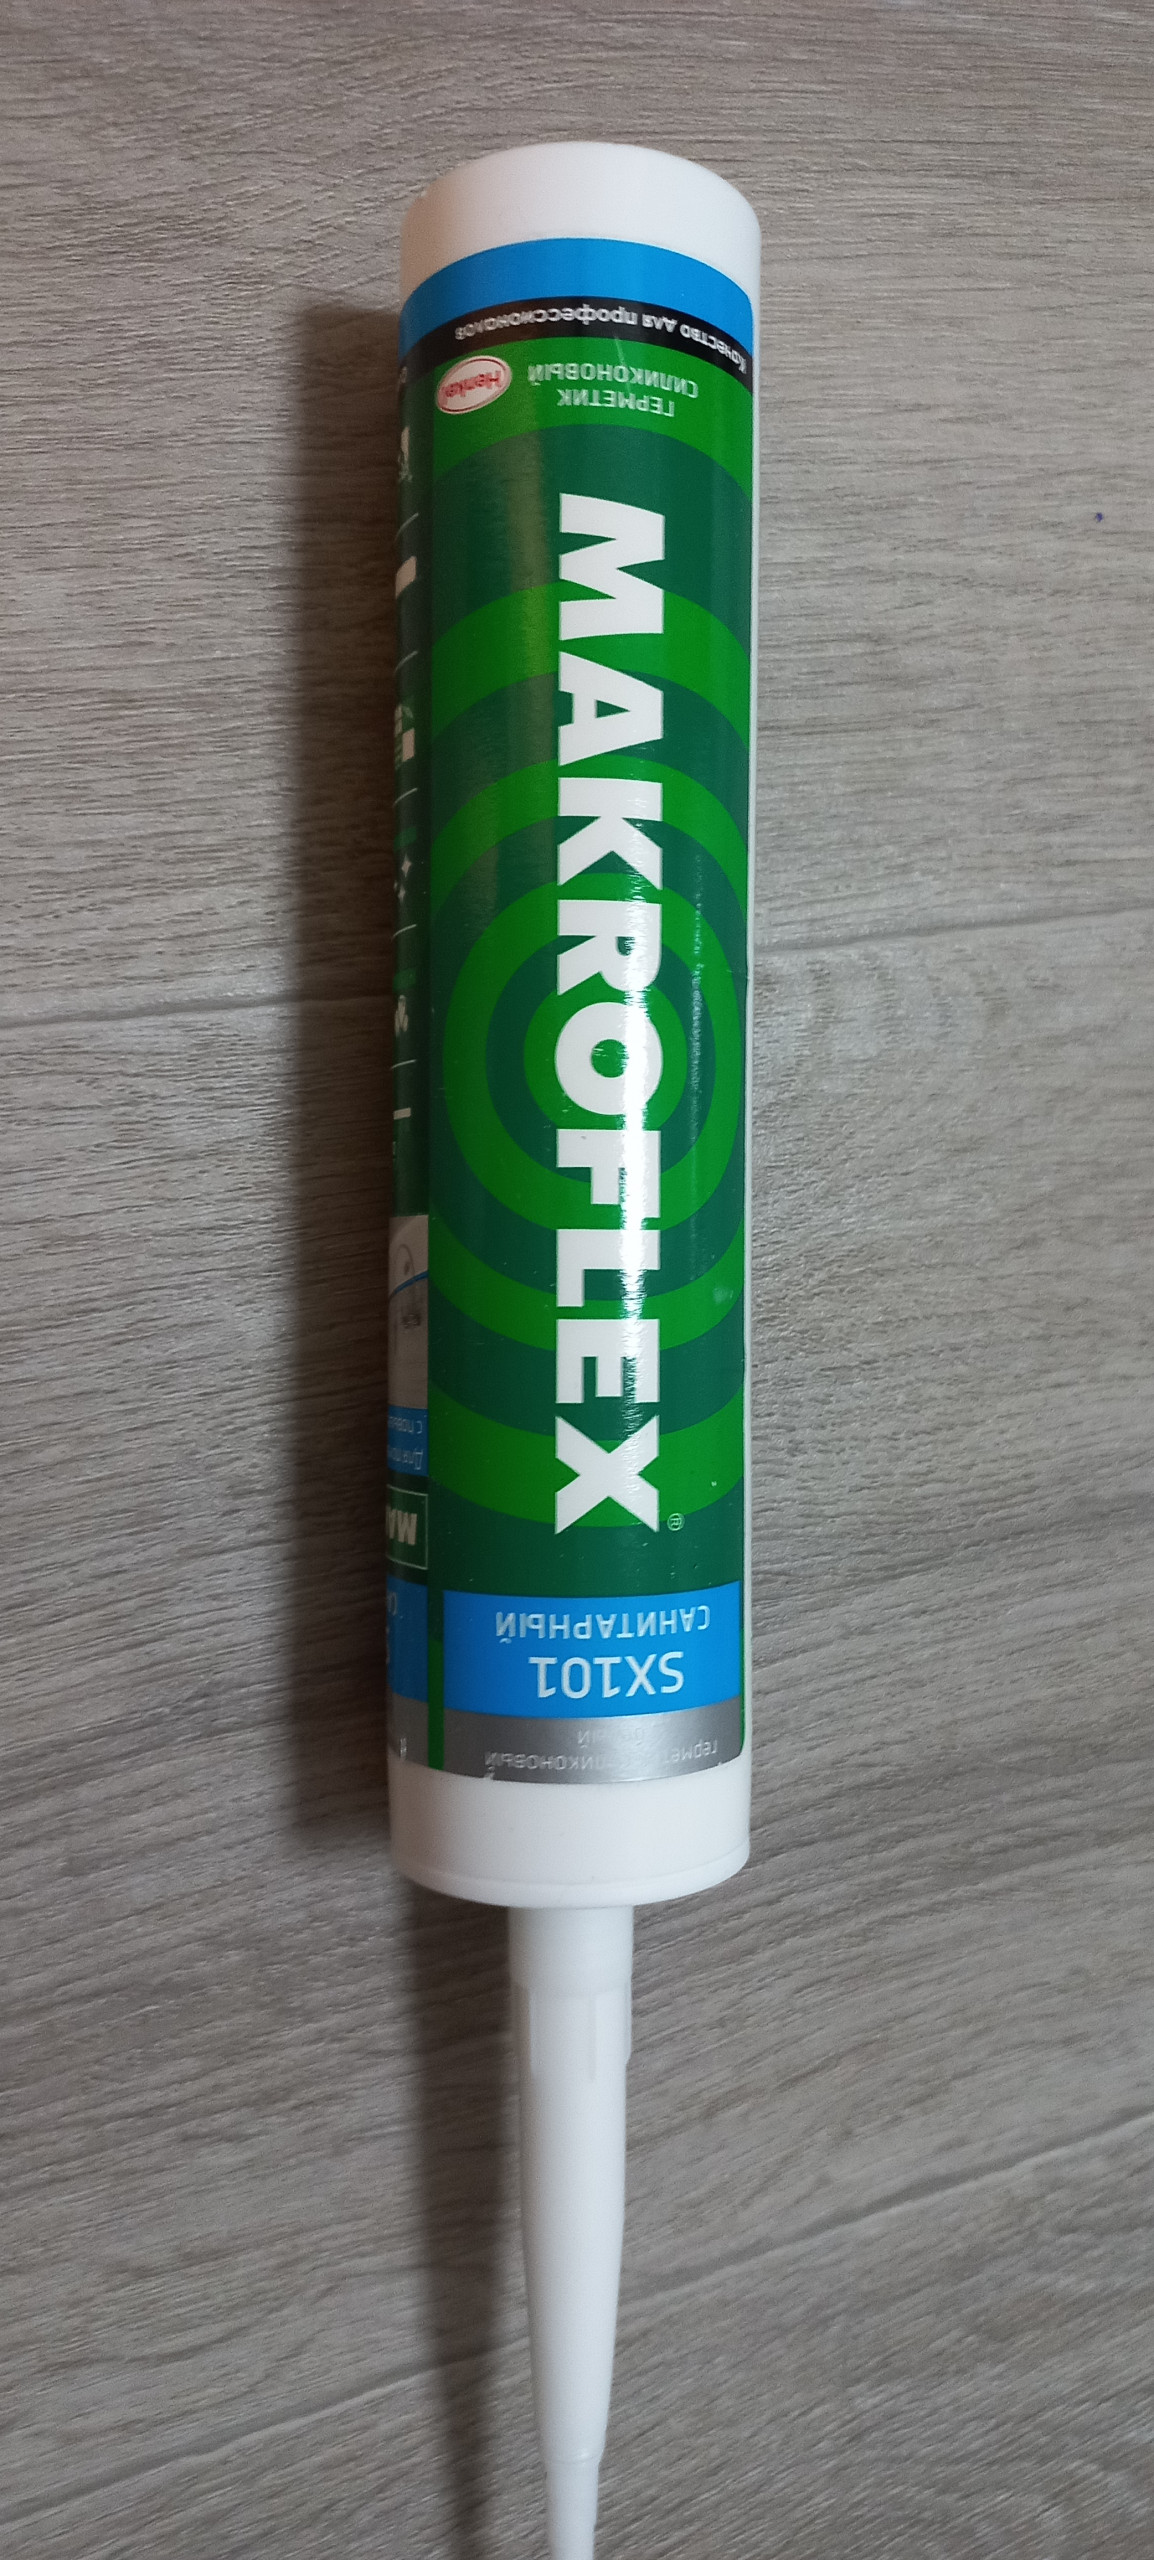 Качество для профессионалов
ГЕРМЕТИК
СИЛИКОНОВЫЙ
Henkel
MAKROFLEX®
SX101
САНИТАРНЫЙ